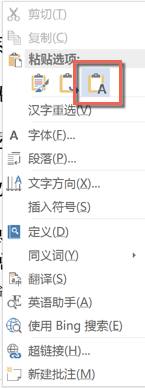 剪切(T)
复制(C)
粘贴选项:
A
汉字重选(V)
A 字体(F)...
段落(P)...
文字方向(X)...
插入符号(S)
定义(D)
同义词(Y)
翻译(S)
英语助手(A)
使用 Bing 搜索(E)
超链接(H)...
新建批注(M)